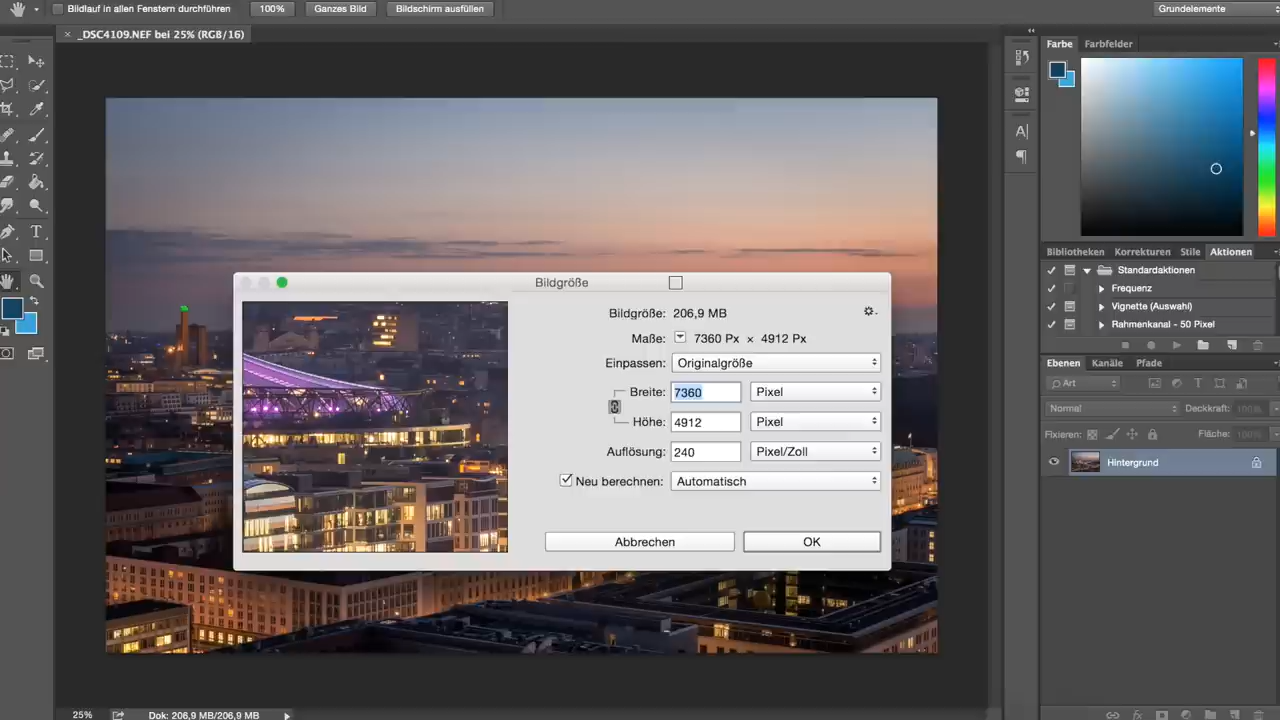 Bildlauf in allen Fenstern durchführen
100%
Ganzes Bild
Bildschirm ausfüllen
Grundelemente
× _DSC4109.NEF bei 25% (RGB/16)
Farbe
Farbfelder
Bibliotheken
Korrekturen
Stile
Aktionen
Standardaktionen
Frequenz
Vignette (Auswahl)
Rahmenkanal - 50 Pixel
Ebenen
Kanäle
Pfade
Art
Normal
Deckkraft: 100%
Fixieren:
Fläche: 100%
Hintergrund
Bildgröße
Bildgröße: 206,9 MB
Maße: 7360 Px × 4912 Px
Einpassen: Originalgröße
Breite: 7360 Pixel
Höhe: 4912 Pixel
Auflösung: 240 Pixel/Zoll
Neu berechnen: Automatisch
Abbrechen
OK
25%
Dok: 206,9 MB/206,9 MB